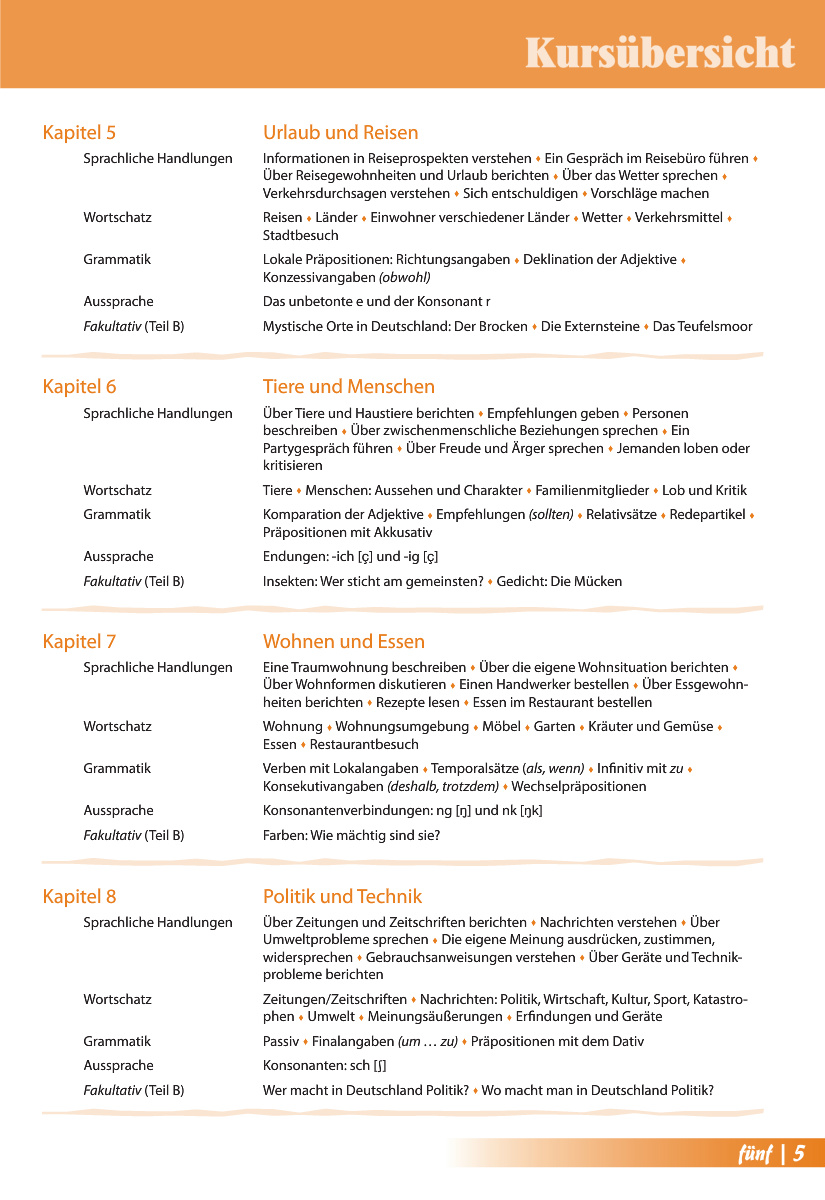 Kursübersicht
Kapitel 5 Urlaub und Reisen
Sprachliche Handlungen Informationen in Reiseprospekten verstehen ♦ Ein Gespräch im Reisebüro führen ♦
Über Reisegewohnheiten und Urlaub berichten ♦ Über das Wetter sprechen ♦
Verkehrsdurchsagen verstehen ♦ Sich entschuldigen ♦ Vorschläge machen
Wortschatz Reisen ♦ Länder ♦ Einwohner verschiedener Länder ♦ Wetter ♦ Verkehrsmittel ♦
Stadtbesuch
Grammatik Lokale Präpositionen: Richtungsangaben ♦ Deklination der Adjektive ♦
Konzessivangaben (obwohl)
Aussprache Das unbetonte e und der Konsonant r
Fakultativ (Teil B) Mystische Orte in Deutschland: Der Brocken ♦ Die Externsteine ♦ Das Teufelsmoor
Kapitel 6 Tiere und Menschen
Sprachliche Handlungen Über Tiere und Haustiere berichten ♦ Empfehlungen geben ♦ Personen
beschreiben ♦ Über zwischenmenschliche Beziehungen sprechen ♦ Ein
Partygespräch führen ♦ Über Freude und Ärger sprechen ♦ Jemanden loben oder
kritisieren
Wortschatz Tiere ♦ Menschen: Aussehen und Charakter ♦ Familienmitglieder ♦ Lob und Kritik
Grammatik Komparation der Adjektive ♦ Empfehlungen (sollten) ♦ Relativsätze ♦ Redepartikel ♦
Präpositionen mit Akkusativ
Aussprache Endungen: -ich [ç] und -ig [ç]
Fakultativ (Teil B) Insekten: Wer sticht am gemeinsten? ♦ Gedicht: Die Mücken
Kapitel 7 Wohnen und Essen
Sprachliche Handlungen Eine Traumwohnung beschreiben ♦ Über die eigene Wohnsituation berichten ♦
Über Wohnformen diskutieren ♦ Einen Handwerker bestellen ♦ Über Essgewohn-
heiten berichten ♦ Rezepte lesen ♦ Essen im Restaurant bestellen
Wortschatz Wohnung ♦ Wohnungsumgebung ♦ Möbel ♦ Garten ♦ Kräuter und Gemüse ♦
Essen ♦ Restaurantbesuch
Grammatik Verben mit Lokalangaben ♦ Temporalsätze (als, wenn) ♦ Infinitiv mit zu ♦
Konsekutivangaben (deshalb, trotzdem) ♦ Wechselpräpositionen
Aussprache Konsonantenverbindungen: ng [ŋ] und nk [ŋk]
Fakultativ (Teil B) Farben: Wie mächtig sind sie?
Kapitel 8 Politik und Technik
Sprachliche Handlungen Über Zeitungen und Zeitschriften berichten ♦ Nachrichten verstehen ♦ Über
Umweltprobleme sprechen ♦ Die eigene Meinung ausdrücken, zustimmen,
widersprechen ♦ Gebrauchsanweisungen verstehen ♦ Über Geräte und Technik-
probleme berichten
Wortschatz Zeitungen/Zeitschriften ♦ Nachrichten: Politik, Wirtschaft, Kultur, Sport, Katastro-
phen ♦ Umwelt ♦ Meinungsäußerungen ♦ Erfindungen und Geräte
Grammatik Passiv ♦ Finalangaben (um … zu) ♦ Präpositionen mit dem Dativ
Aussprache Konsonanten: sch [ʃ]
Fakultativ (Teil B) Wer macht in Deutschland Politik? ♦ Wo macht man in Deutschland Politik?
fünf | 5